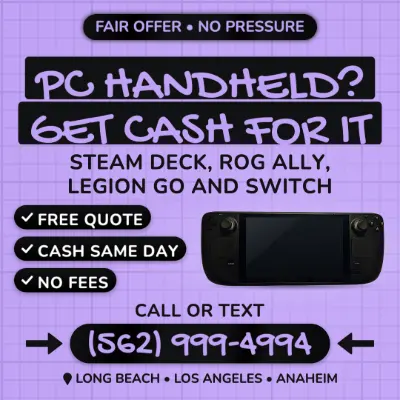 FAIR OFFER • NO PRESSURE
PC HANDHELD?
GET CASH FOR IT
STEAM DECK, ROG ALLY,
LEGION GO AND SWITCH
✓ FREE QUOTE
✓ CASH SAME DAY
✓ NO FEES
CALL OR TEXT
(562) 999-4994
LONG BEACH • LOS ANGELES • ANAHEIM